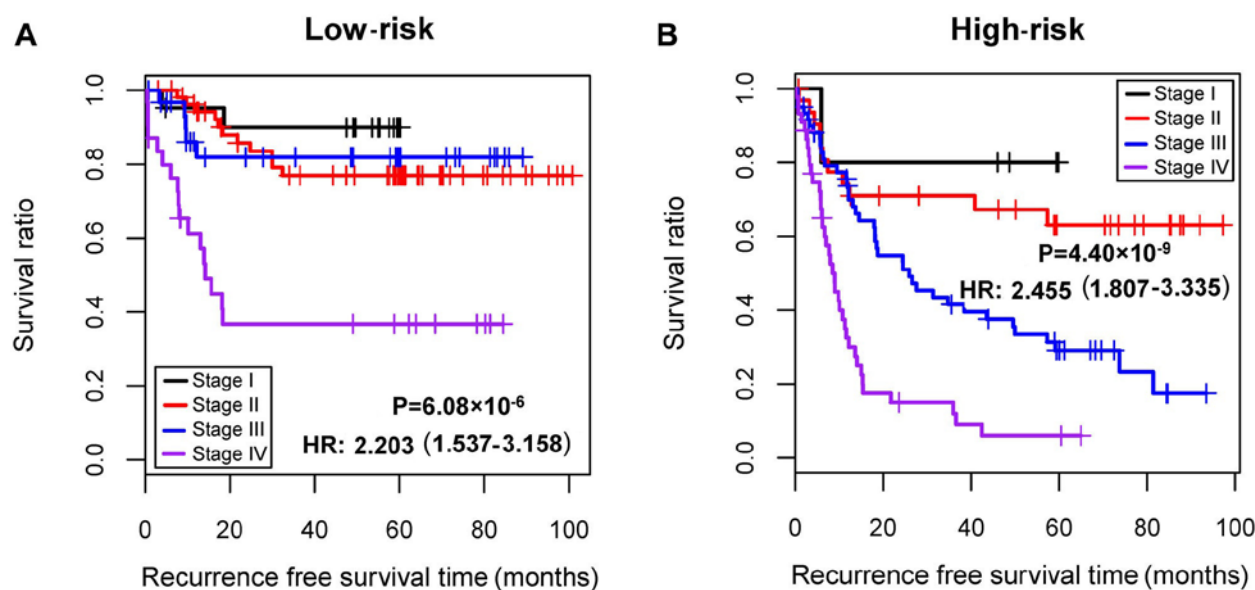 A
Low-risk
Survival ratio
1.0
0.8
0.6
0.4
0.2
0.0
Stage I
Stage II
Stage III
Stage IV
P=6.08×10⁻⁶
HR: 2.203 (1.537-3.158)
0 20 40 60 80 100
Recurrence free survival time (months)
B
High-risk
Survival ratio
1.0
0.8
0.6
0.4
0.2
0.0
Stage I
Stage II
Stage III
Stage IV
P=4.40×10⁻⁹
HR: 2.455 (1.807-3.335)
0 20 40 60 80 100
Recurrence free survival time (months)